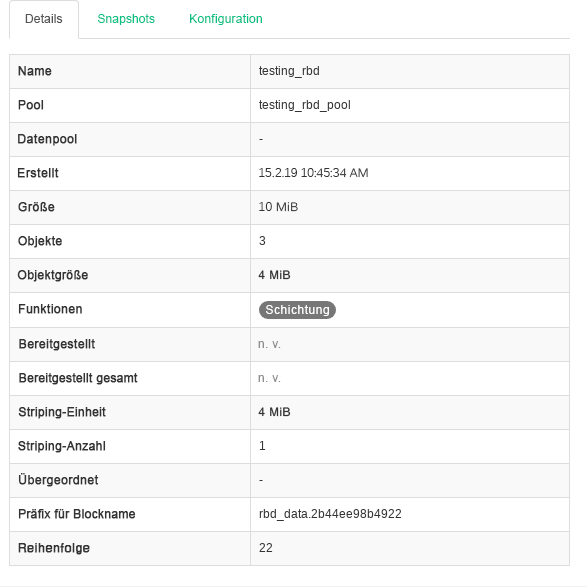 Details Snapshots Konfiguration
Name testing_rbd
Pool testing_rbd_pool
Datenpool -
Erstellt 15.2.19 10:45:34 AM
Größe 10 MiB
Objekte 3
Objektgröße 4 MiB
Funktionen Schichtung
Bereitgestellt n. v.
Bereitgestellt gesamt n. v.
Striping-Einheit 4 MiB
Striping-Anzahl 1
Übergeordnet -
Präfix für Blockname rbd_data.2b44ee98b4922
Reihenfolge 22